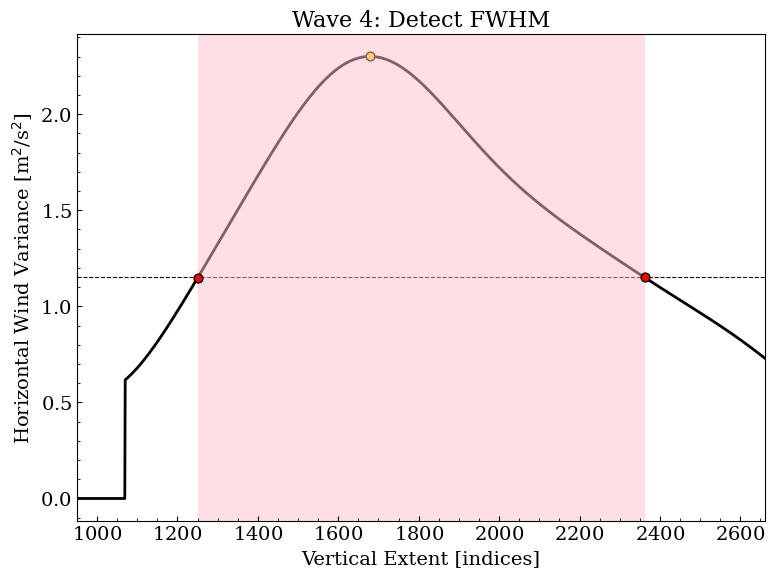 Wave 4: Detect FWHM
Horizontal Wind Variance [m²/s²]
2.0
1.5
1.0
0.5
0.0
1000 1200 1400 1600 1800 2000 2200 2400 2600
Vertical Extent [indices]